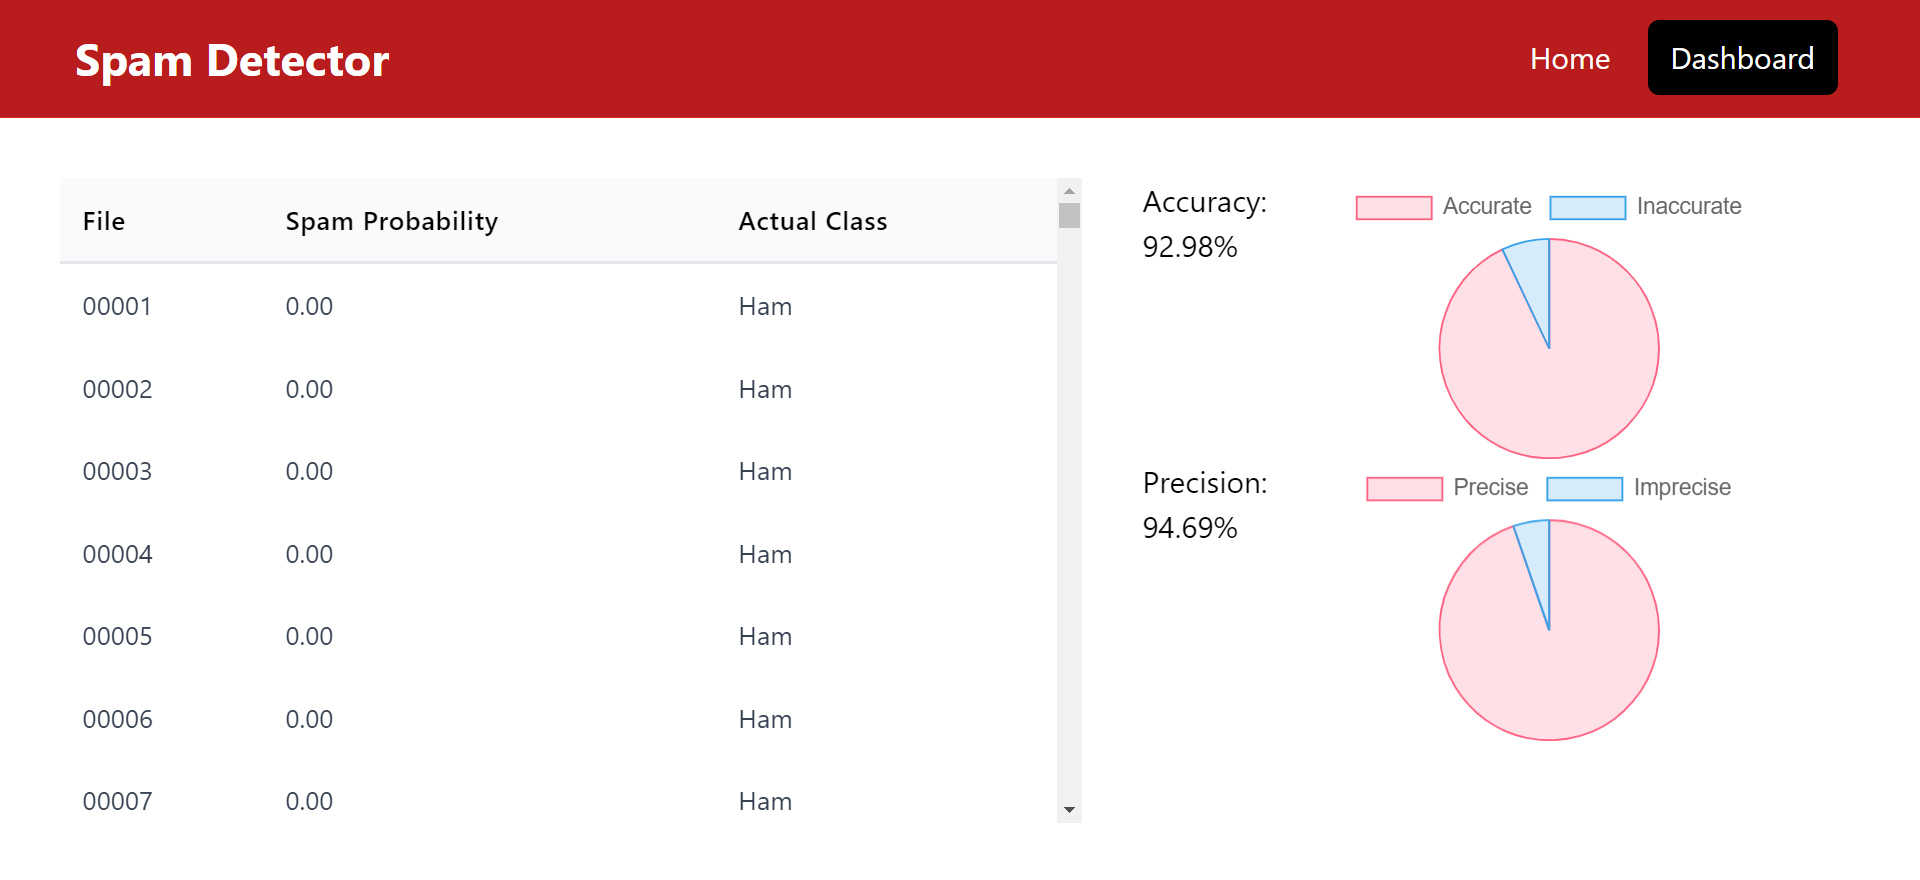 Spam Detector
Home
Dashboard
File Spam Probability Actual Class
00001 0.00 Ham
00002 0.00 Ham
00003 0.00 Ham
00004 0.00 Ham
00005 0.00 Ham
00006 0.00 Ham
00007 0.00 Ham
Accuracy:
92.98%
Accurate Inaccurate
Precision:
94.69%
Precise Imprecise